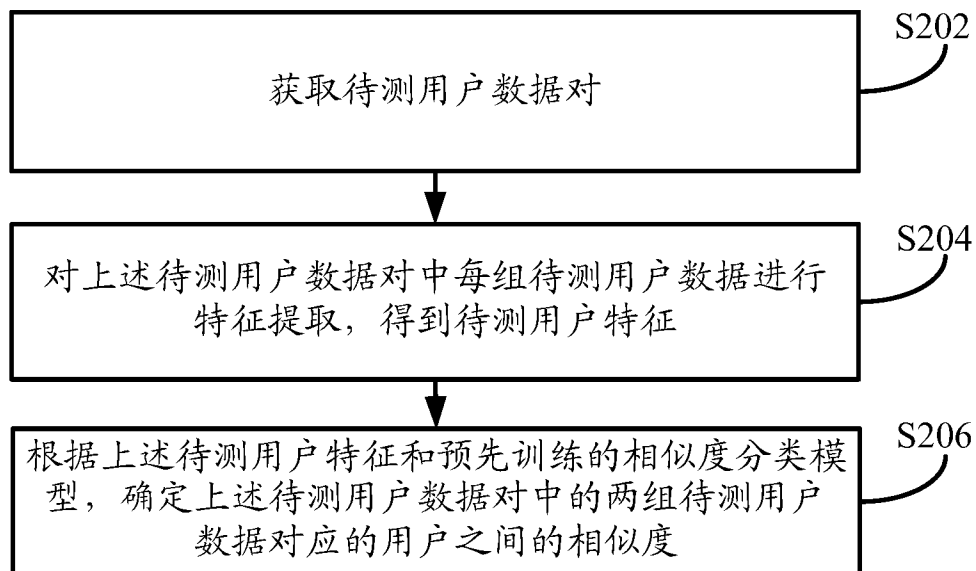 S202
获取待测用户数据对
S204
对上述待测用户数据对中每组待测用户数据进行
特征提取，得到待测用户特征
S206
根据上述待测用户特征和预先训练的相似度分类模
型，确定上述待测用户数据对中的两组待测用户
数据对应的用户之间的相似度